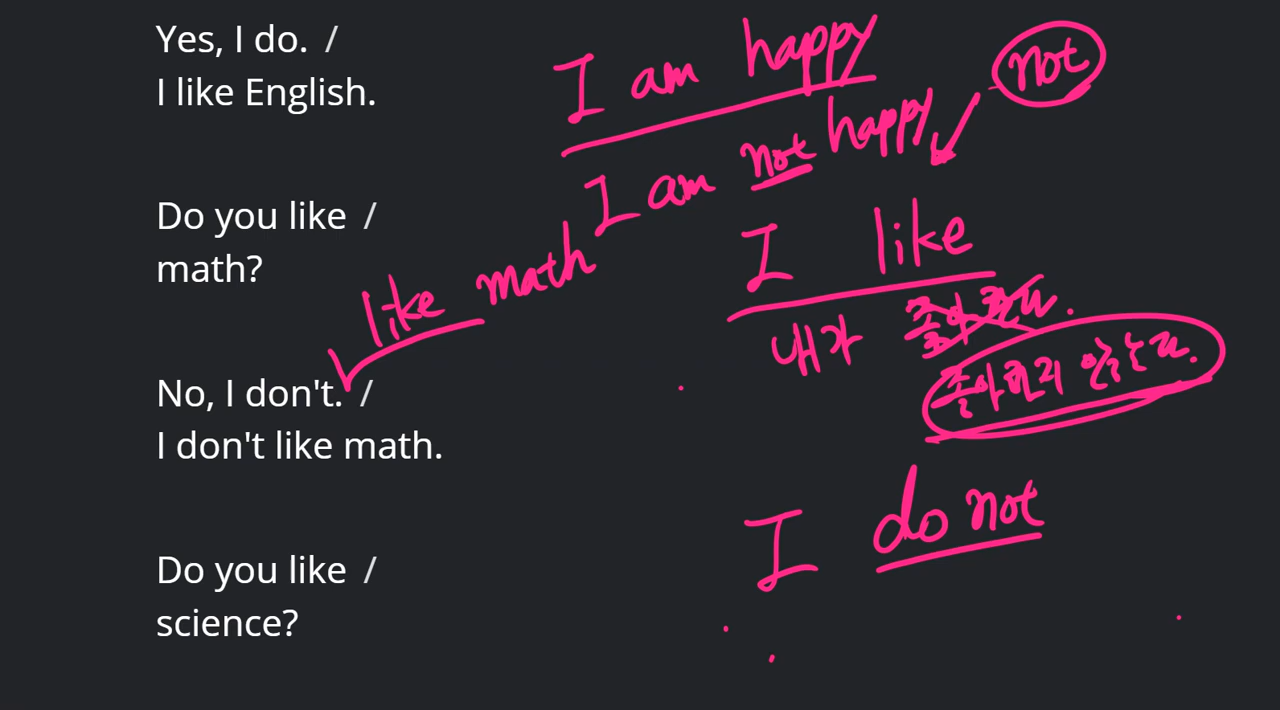 Yes, I do. /
I like English.
Do you like /
math?
No, I don't. /
I don't like math.
Do you like /
science?
I am happy
not
I am not happy
like math
I like
내가 좋아한다.
좋아하지 않는다.
I do not